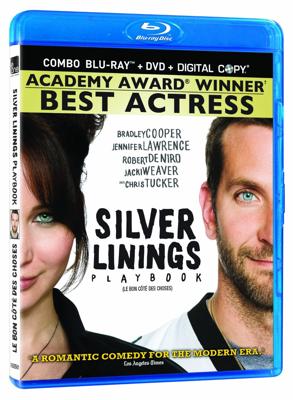 Blu-ray Disc
COMBO BLU-RAY™ + DVD + DIGITAL COPY*
ACADEMY AWARD® WINNER
BEST ACTRESS
BRADLEY COOPER
JENNIFER LAWRENCE
ROBERT DE NIRO
JACKI WEAVER
AND CHRIS TUCKER
SILVER
LININGS
PLAYBOOK
(LE BON CÔTÉ DES CHOSES)
A ROMANTIC COMEDY FOR THE MODERN ERA.
Los Angeles Times
SILVER LININGS PLAYBOOK
LE BON CÔTÉ DES CHOSES